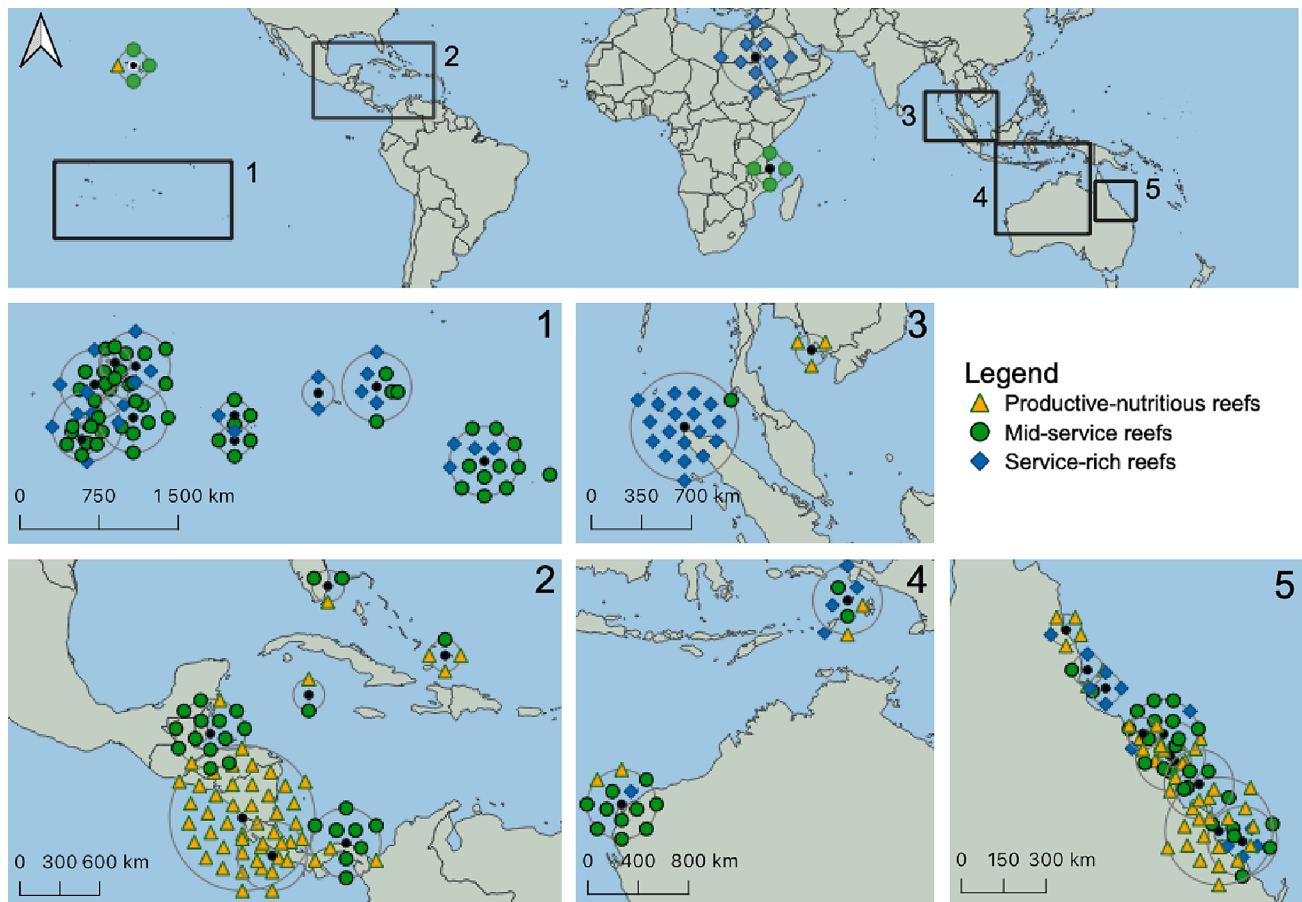 2
3
1
4
5
1
3
Legend
Productive-nutritious reefs
Mid-service reefs
Service-rich reefs
0 750 1 500 km
0 350 700 km
2
4
5
0 300 600 km
0 400 800 km
0 150 300 km